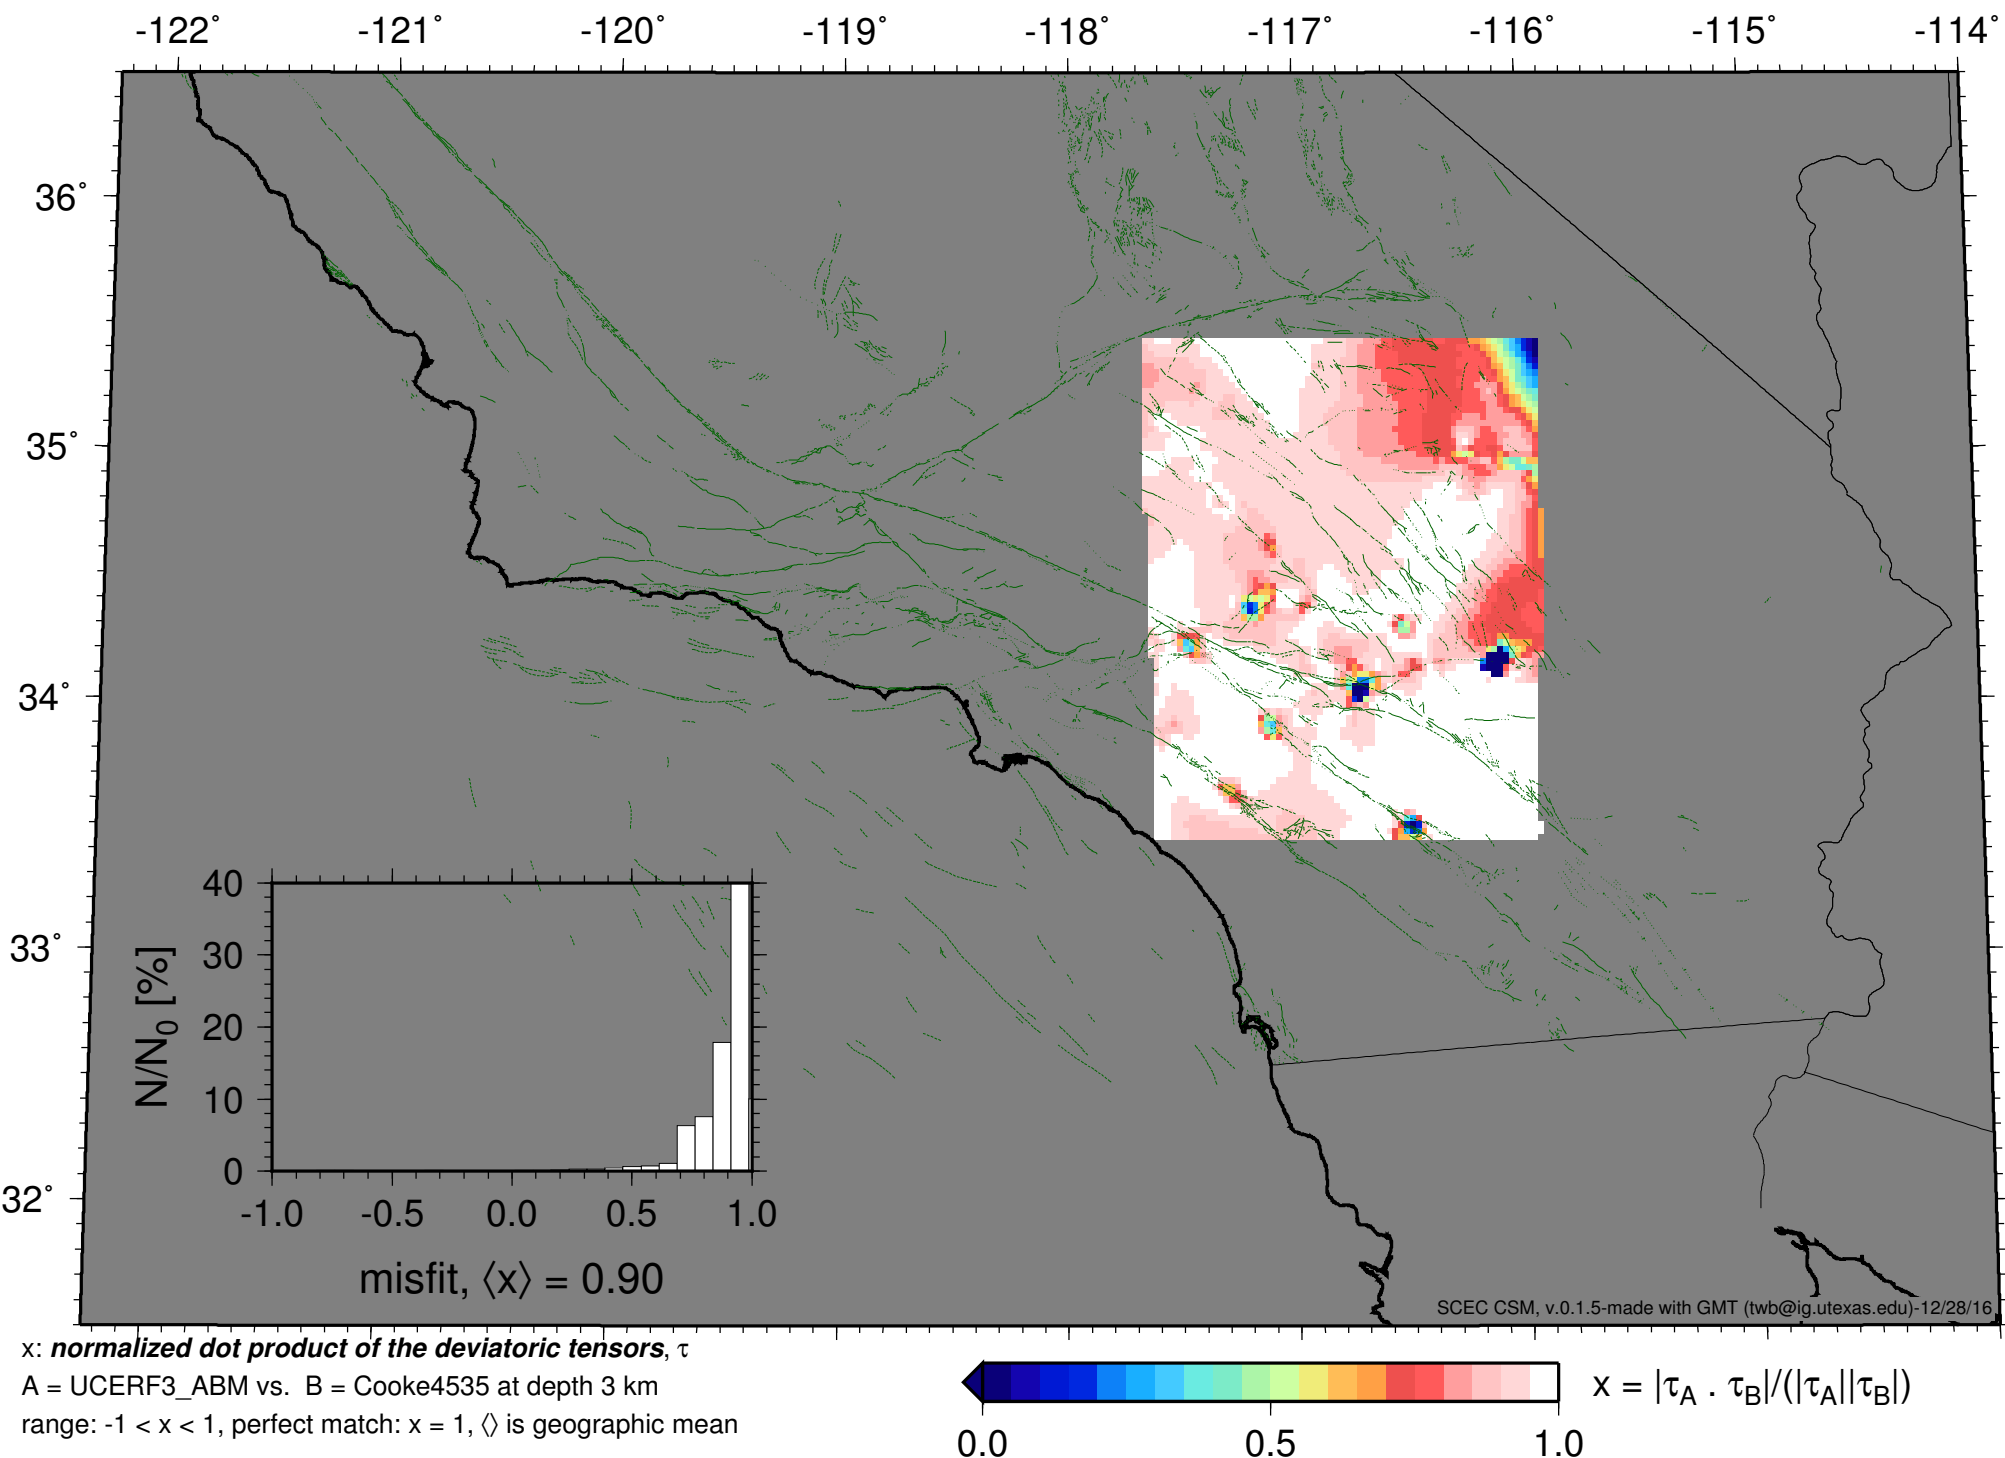 -122˚ -121˚ -120˚ -119˚ -118˚ -117˚ -116˚ -115˚ -114˚
36˚
35˚
34˚
33˚
32˚
40
30
20
10
0
N/N0 [%]
-1.0 -0.5 0.0 0.5 1.0
misfit, ⟨x⟩ = 0.90
SCEC CSM, v.0.1.5-made with GMT (twb@ig.utexas.edu)-12/28/16
x: normalized dot product of the deviatoric tensors, τ
A = UCERF3_ABM vs. B = Cooke4535 at depth 3 km
range: -1 < x < 1, perfect match: x = 1, ⟨⟩ is geographic mean
0.0 0.5 1.0
x = |τA . τB|/(|τA||τB|)